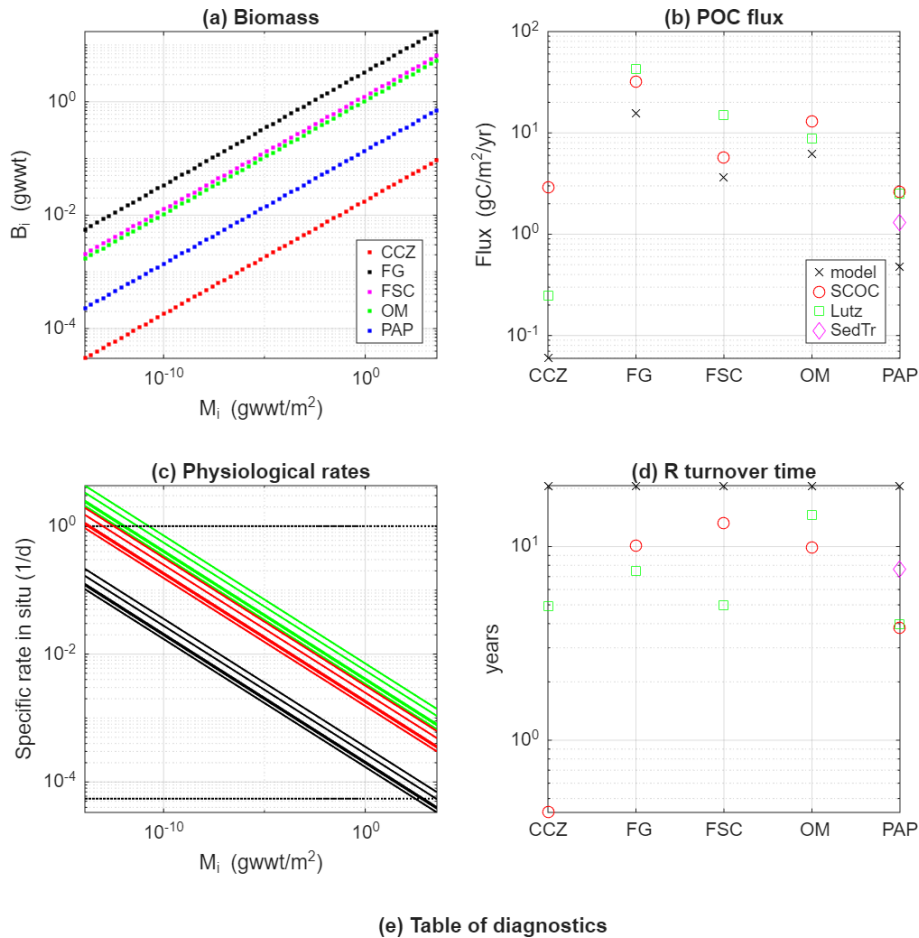 (a) Biomass
10^0
10^-2
10^-4
B_i (gwwt)
10^-10
10^0
M_i (gwwt/m^2)
CCZ
FG
FSC
OM
PAP
(b) POC flux
10^2
10^1
10^0
10^-1
Flux (gC/m^2/yr)
CCZ
FG
FSC
OM
PAP
model
SCOC
Lutz
SedTr
(c) Physiological rates
10^0
10^-2
10^-4
Specific rate in situ (1/d)
10^-10
10^0
M_i (gwwt/m^2)
(d) R turnover time
10^1
10^0
years
CCZ
FG
FSC
OM
PAP
(e) Table of diagnostics